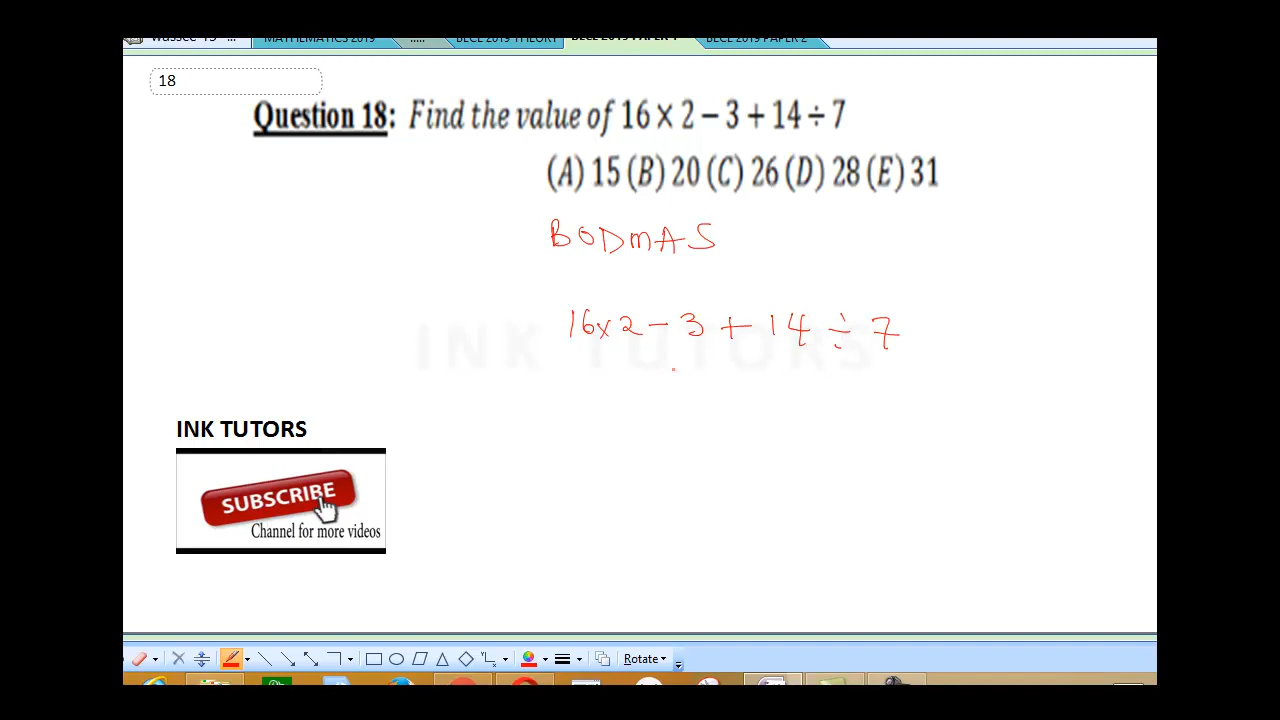 MATHEMATICS 2019 ..... BECE 2019 THEORY BECE 2019 PAPER 2
18
Question 18: Find the value of 16 × 2 − 3 + 14 ÷ 7
(A) 15 (B) 20 (C) 26 (D) 28 (E) 31
BODMAS
16×2 − 3 + 14 ÷ 7
INK TUTORS
INK TUTORS
SUBSCRIBE
Channel for more videos
Rotate